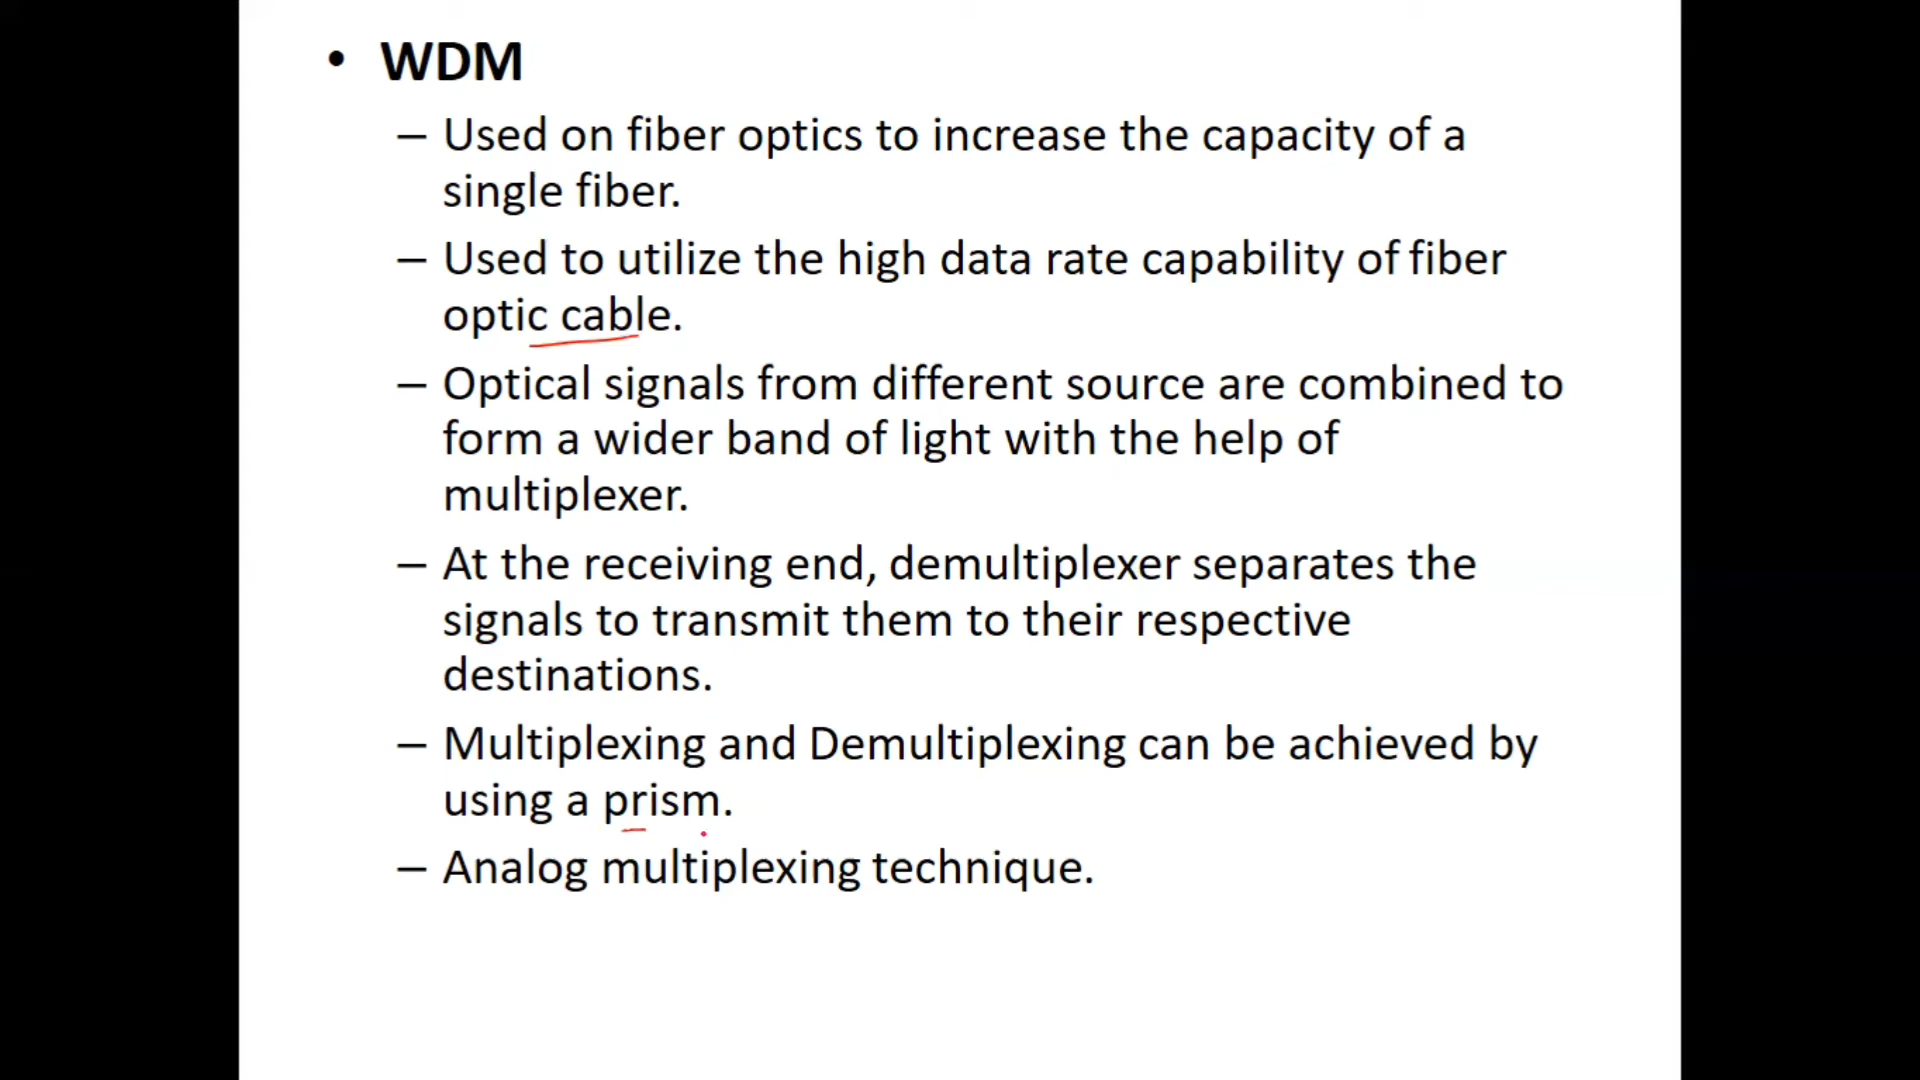 • WDM
– Used on fiber optics to increase the capacity of a
single fiber.
– Used to utilize the high data rate capability of fiber
optic cable.
– Optical signals from different source are combined to
form a wider band of light with the help of
multiplexer.
– At the receiving end, demultiplexer separates the
signals to transmit them to their respective
destinations.
– Multiplexing and Demultiplexing can be achieved by
using a prism.
– Analog multiplexing technique.